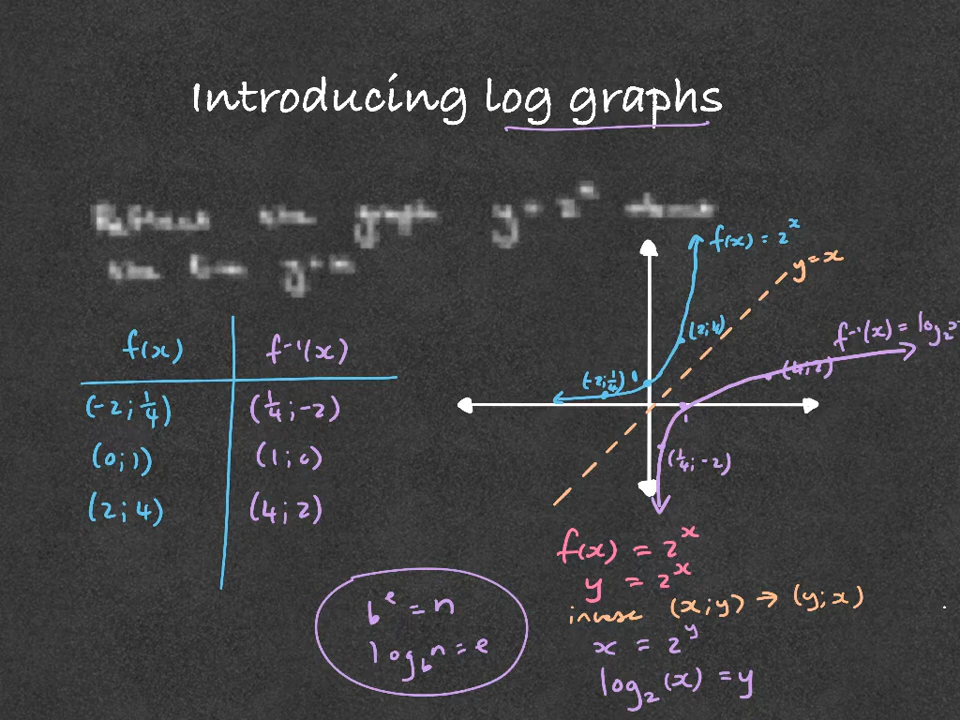 Introducing log graphs
f(x) = 2^x
y = x
f(x) f⁻¹(x)
(2;4)
f⁻¹(x) = log₂
(-2; 1/4) 1
(4;2)
(-2; 1/4) (1/4; -2)
1
(0;1) (1;0)
(1/4; -2)
(2;4) (4;2)
f(x) = 2^x
y = 2^x
b^e = n
inverse (x;y) → (y;x)
log_b n = e
x = 2^y
log₂(x) = y